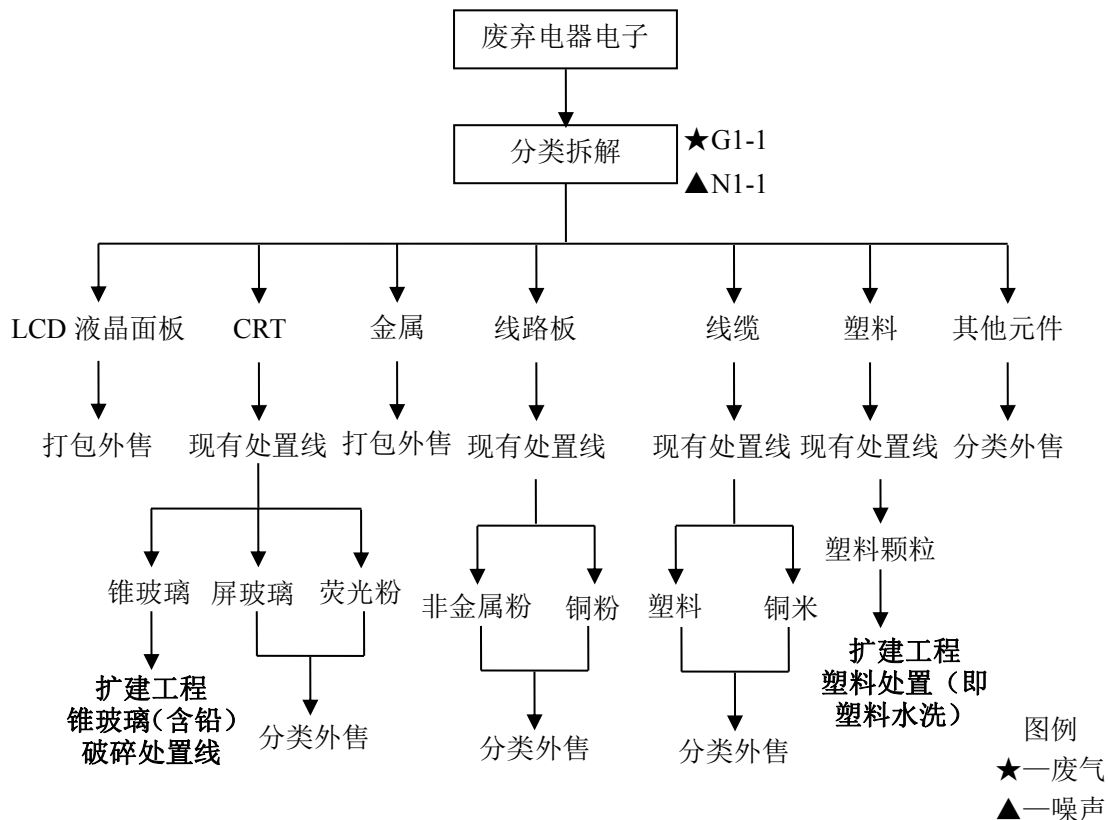 废弃电器电子
分类拆解
★G1-1
▲N1-1
LCD 液晶面板
CRT
金属
线路板
线缆
塑料
其他元件
打包外售
现有处置线
打包外售
现有处置线
现有处置线
现有处置线
分类外售
锥玻璃
屏玻璃
荧光粉
非金属粉
铜粉
塑料
铜米
塑料颗粒
扩建工程
锥玻璃(含铅)
破碎处置线
分类外售
分类外售
分类外售
扩建工程
塑料处置（即
塑料水洗）
图例
★—废气
▲—噪声